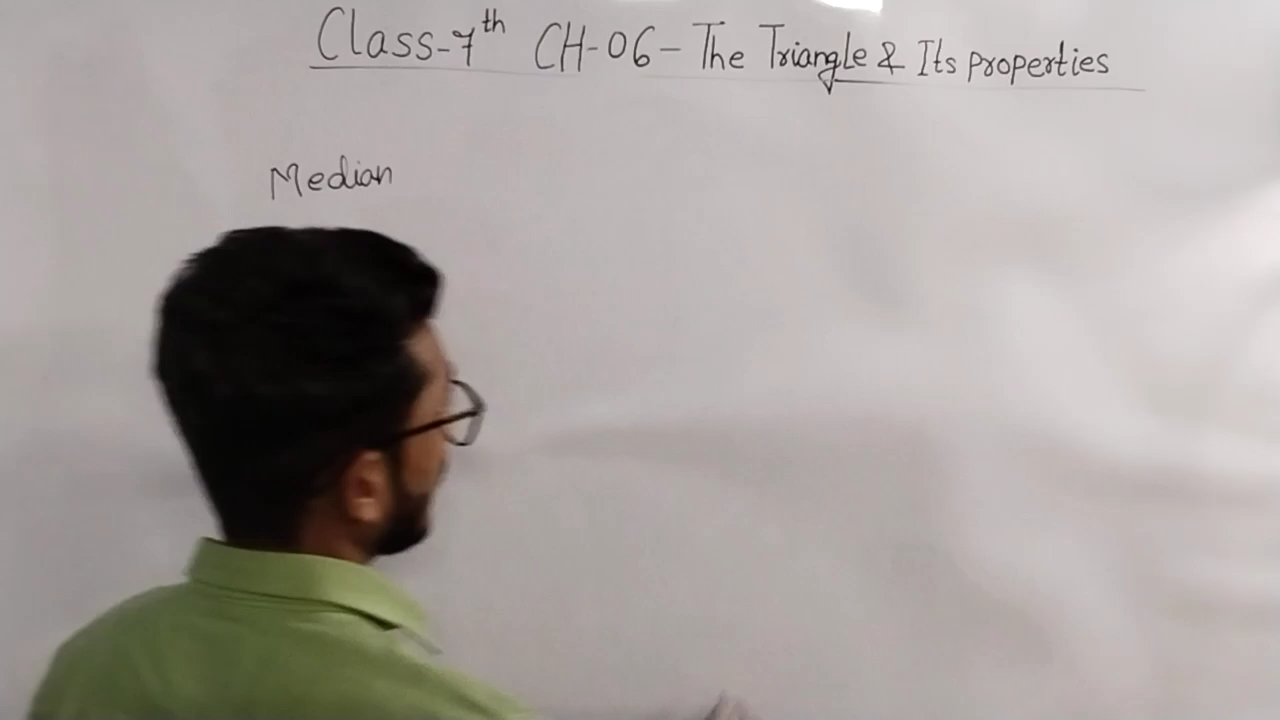 Class-7th CH-06- The Triangle & Its properties
Median